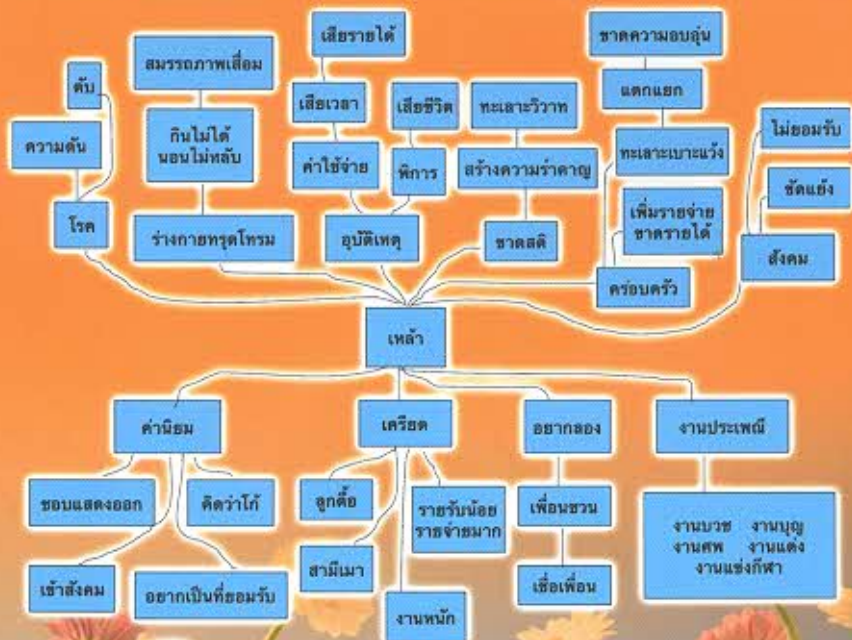 เสียรายได้
ขาดความอบอุ่น
สมรรถภาพเสื่อม
ตับ
แตกแยก
เสียเวลา
เสียชีวิต
ทะเลาะวิวาท
ไม่ยอมรับ
ความดัน
กินไม่ได้
นอนไม่หลับ
ทะเลาะเบาะแว้ง
ค่าใช้จ่าย
พิการ
สร้างความรำคาญ
ขัดแย้ง
โรค
ร่างกายทรุดโทรม
อุบัติเหตุ
ขาดสติ
เพิ่มรายจ่าย
ขาดรายได้
สังคม
ครอบครัว
เหล้า
ค่านิยม
เครียด
อยากลอง
งานประเพณี
ชอบแสดงออก
คิดว่าโก้
ลูกดื้อ
รายรับน้อย
รายจ่ายมาก
เพื่อนชวน
งานบวช งานบุญ
งานศพ งานแต่ง
งานแข่งกีฬา
เข้าสังคม
อยากเป็นที่ยอมรับ
สามีเมา
งานหนัก
เชื่อเพื่อน